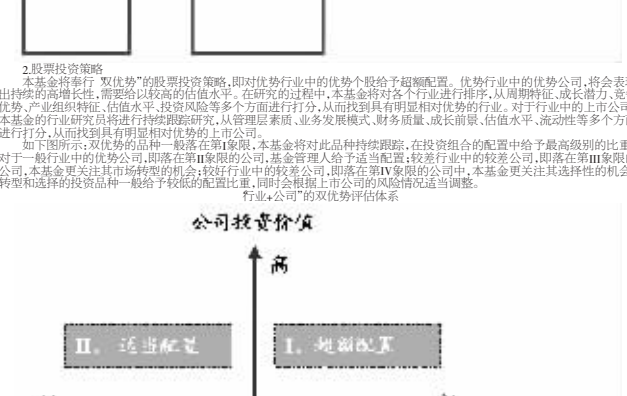 2.股票投资策略
本基金将奉行“双优势”的股票投资策略,即对优势行业中的优势个股给予超额配置。优势行业中的优势公司,将会表
出持续的高增长性,需要给以较高的估值水平。在研究的过程中,本基金将对各个行业进行排序,从周期特征、成长潜力、竞
优势、产业组织特征、估值水平、投资风险等多个方面进行打分,从而找到具有明显相对优势的行业。对于行业中的上市公司
本基金的行业研究员将进行持续跟踪研究,从管理层素质、业务发展模式、财务质量、成长前景、估值水平、流动性等多个方
进行打分,从而找到具有明显相对优势的上市公司。
如下图所示:双优势的品种一般落在第I象限,本基金将对此品种持续跟踪,在投资组合的配置中给予最高级别的比重
对于一般行业中的优势公司,即落在第II象限的公司,基金管理人给予适当配置;较差行业中的较差公司,即落在第III象限
公司,本基金更关注其市场转型的机会;较好行业中的较差公司,即落在第IV象限的公司中,本基金更关注其选择性的机会
转型和选择的投资品种一般给予较低的配置比重,同时会根据上市公司的风险情况适当调整。
“行业+公司”的双优势评估体系
公司投资价值
高
II。 适当配置
I。 超额配置